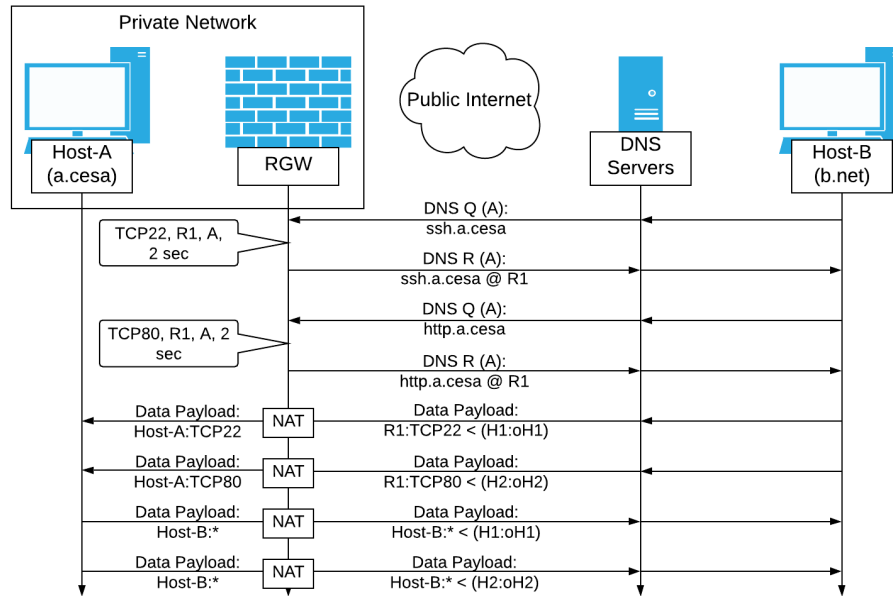 Private Network
Public Internet
Host-A
(a.cesa)
RGW
DNS
Servers
Host-B
(b.net)
DNS Q (A):
ssh.a.cesa
TCP22, R1, A,
2 sec
DNS R (A):
ssh.a.cesa @ R1
DNS Q (A):
http.a.cesa
TCP80, R1, A, 2
sec
DNS R (A):
http.a.cesa @ R1
Data Payload:
Host-A:TCP22
NAT
Data Payload:
R1:TCP22 < (H1:oH1)
Data Payload:
Host-A:TCP80
NAT
Data Payload:
R1:TCP80 < (H2:oH2)
Data Payload:
Host-B:*
NAT
Data Payload:
Host-B:* < (H1:oH1)
Data Payload:
Host-B:*
NAT
Data Payload:
Host-B:* < (H2:oH2)